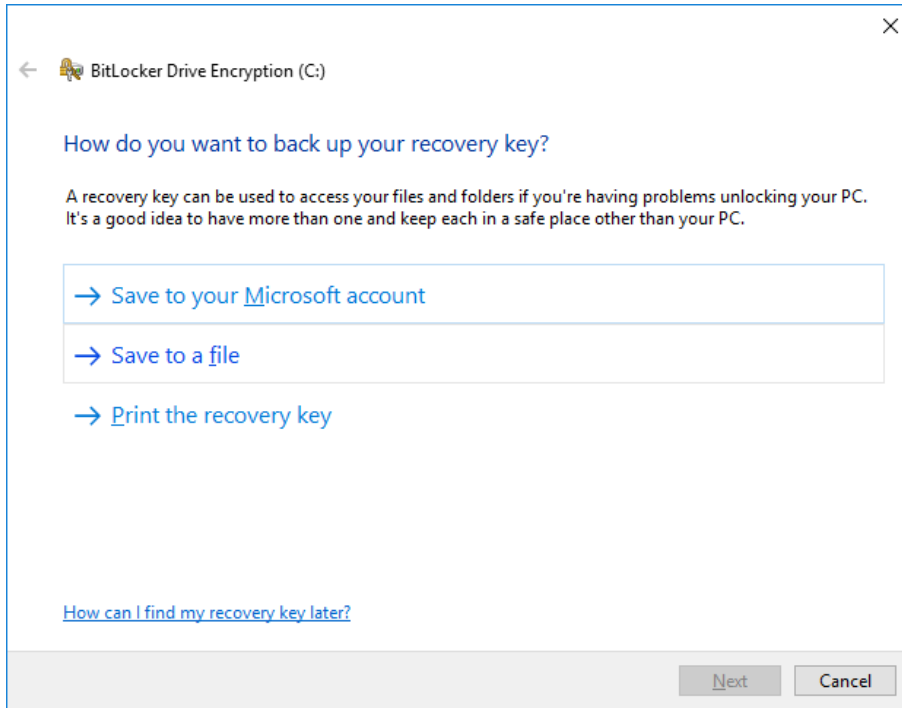 BitLocker Drive Encryption (C:)
How do you want to back up your recovery key?
A recovery key can be used to access your files and folders if you're having problems unlocking your PC.
It's a good idea to have more than one and keep each in a safe place other than your PC.
Save to your Microsoft account
Save to a file
Print the recovery key
How can I find my recovery key later?
Next
Cancel